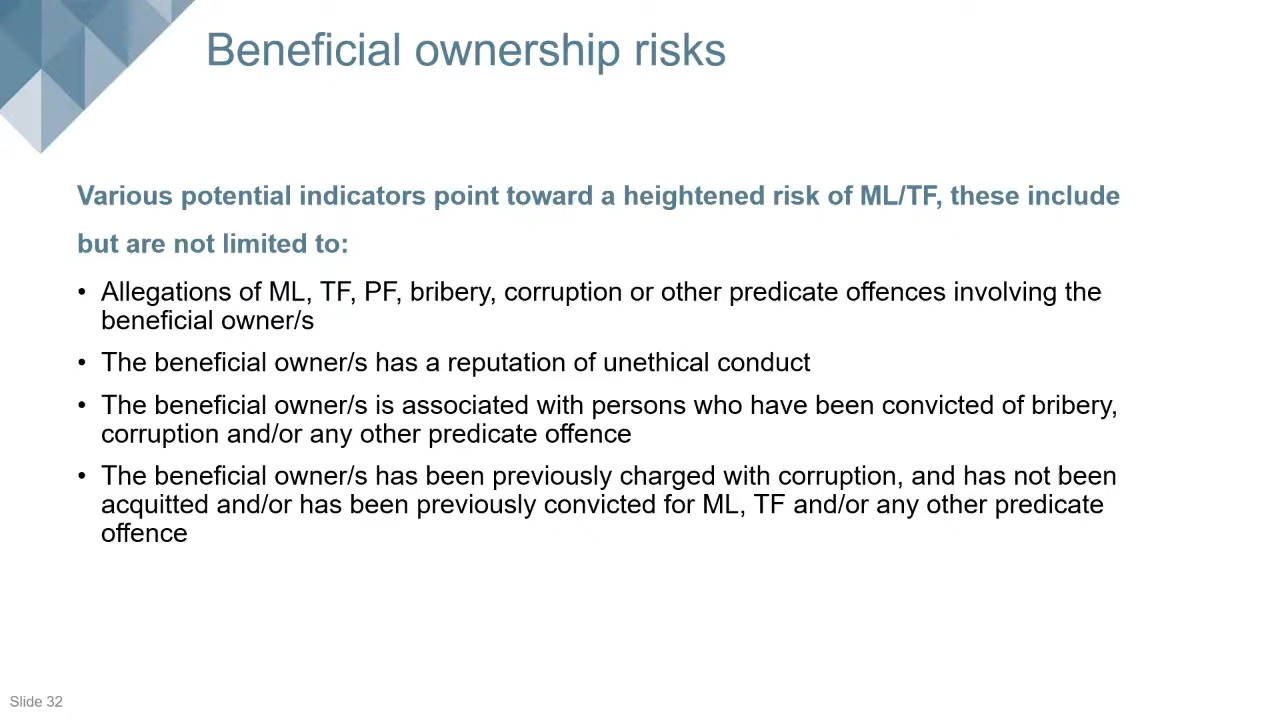 Beneficial ownership risks
Various potential indicators point toward a heightened risk of ML/TF, these include
but are not limited to:
• Allegations of ML, TF, PF, bribery, corruption or other predicate offences involving the
beneficial owner/s
• The beneficial owner/s has a reputation of unethical conduct
• The beneficial owner/s is associated with persons who have been convicted of bribery,
corruption and/or any other predicate offence
• The beneficial owner/s has been previously charged with corruption, and has not been
acquitted and/or has been previously convicted for ML, TF and/or any other predicate
offence
Slide 32